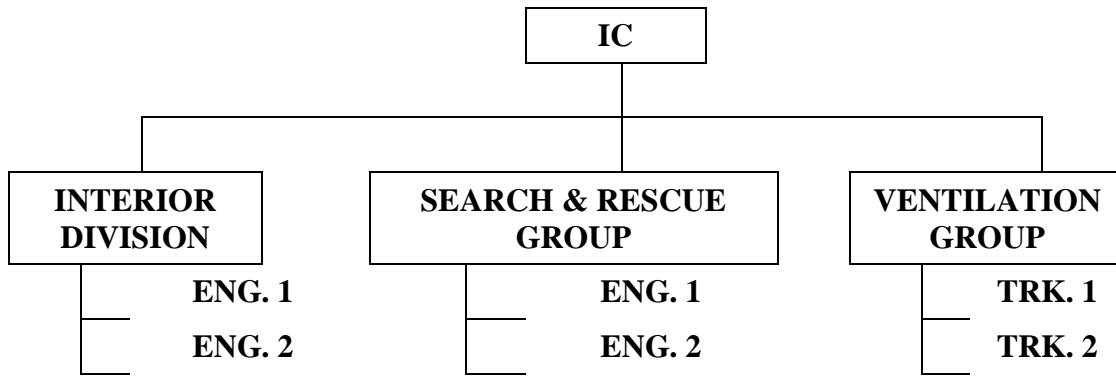 IC
INTERIOR
DIVISION
SEARCH & RESCUE
GROUP
VENTILATION
GROUP
ENG. 1
ENG. 2
ENG. 1
ENG. 2
TRK. 1
TRK. 2